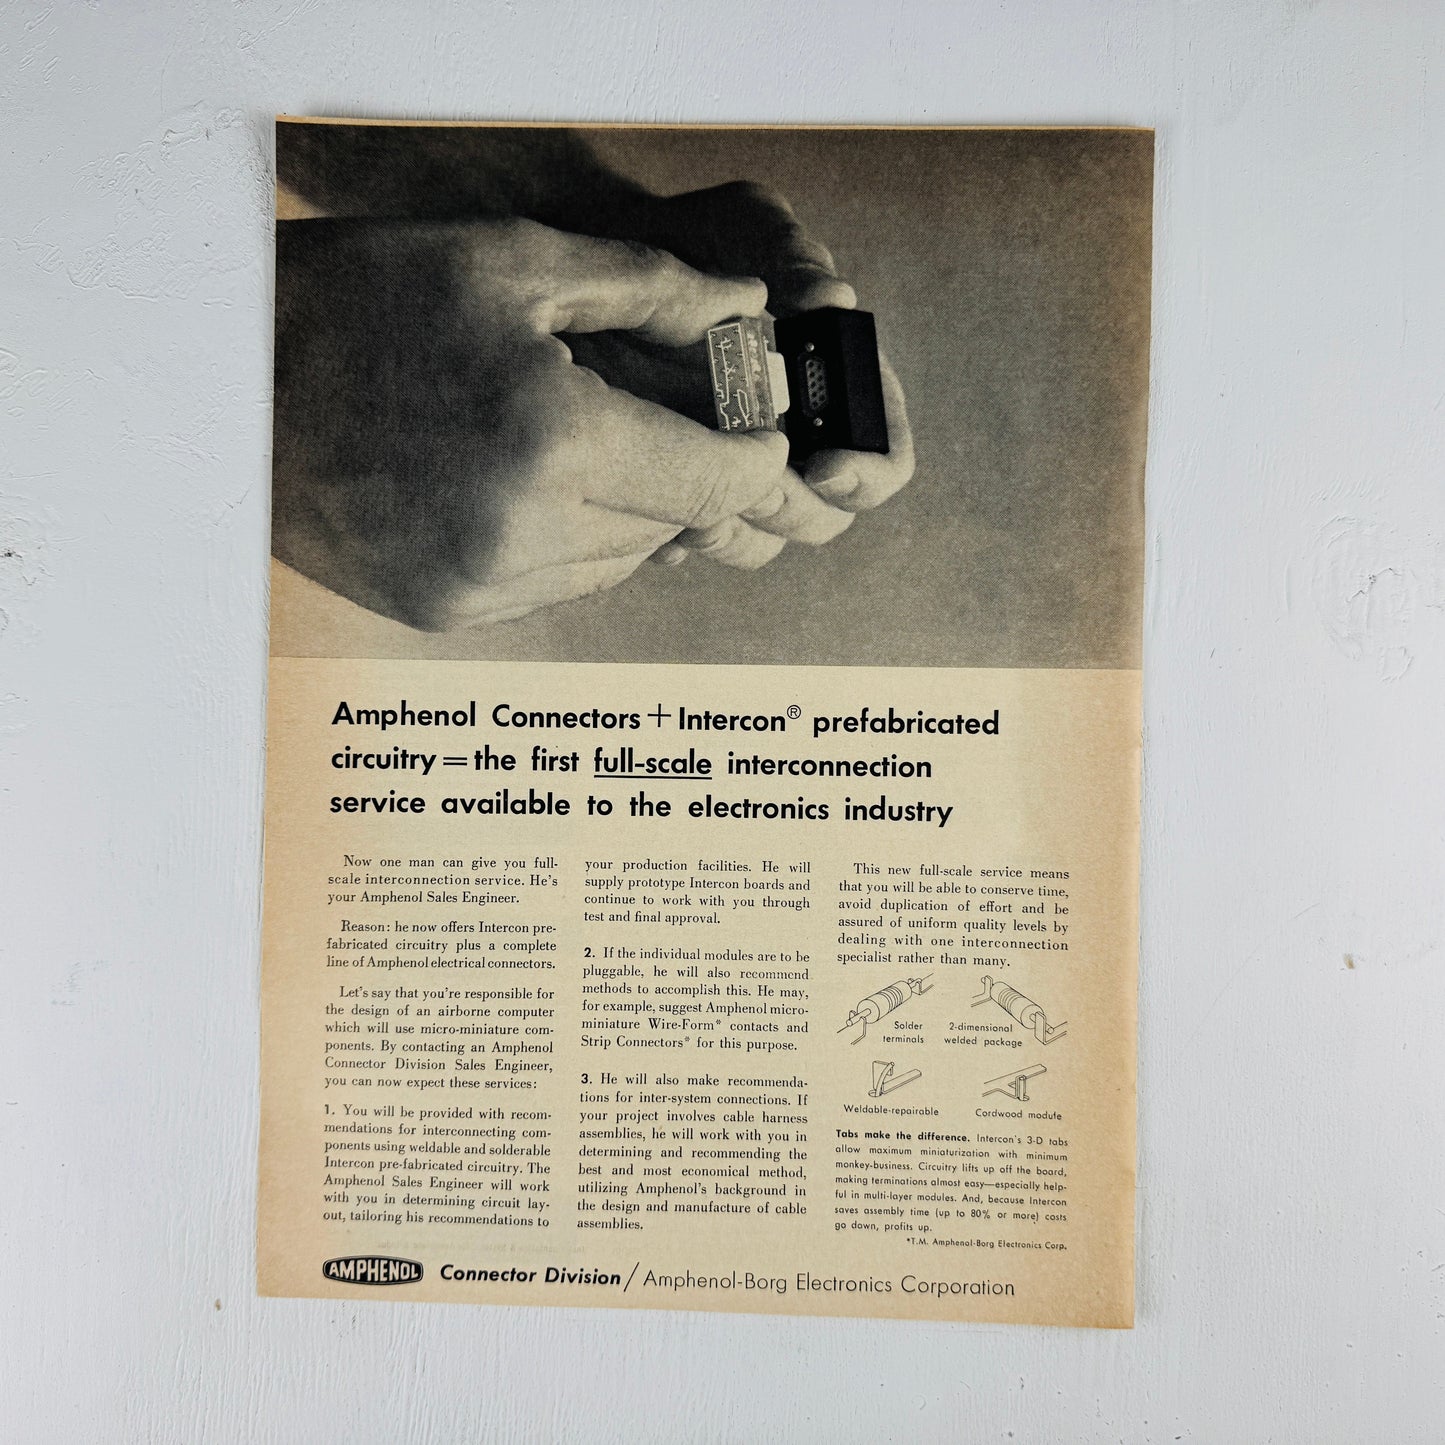 Amphenol Connectors + Intercon® prefabricated
circuitry = the first full-scale interconnection
service available to the electronics industry
Now one man can give you full-
scale interconnection service. He's
your Amphenol Sales Engineer.
Reason: he now offers Intercon pre-
fabricated circuitry plus a complete
line of Amphenol electrical connectors.
Let's say that you're responsible for
the design of an airborne computer
which will use micro-miniature com-
ponents. By contacting an Amphenol
Connector Division Sales Engineer,
you can now expect these services:
1. You will be provided with recom-
mendations for interconnecting com-
ponents using weldable and solderable
Intercon pre-fabricated circuitry. The
Amphenol Sales Engineer will work
with you in determining circuit lay-
out, tailoring his recommendations to
your production facilities. He will
supply prototype Intercon boards and
continue to work with you through
test and final approval.
2. If the individual modules are to be
pluggable, he will also recommend
methods to accomplish this. He may,
for example, suggest Amphenol micro-
miniature Wire-Form* contacts and
Strip Connectors* for this purpose.
3. He will also make recommenda-
tions for inter-system connections. If
your project involves cable harness
assemblies, he will work with you in
determining and recommending the
best and most economical method,
utilizing Amphenol's background in
the design and manufacture of cable
assemblies.
This new full-scale service means
that you will be able to conserve time,
avoid duplication of effort and be
assured of uniform quality levels by
dealing with one interconnection
specialist rather than many.
Solder
terminals
2-dimensional
welded package
Weldable-repairable
Cordwood module
Tabs make the difference. Intercon's 3-D tabs
allow maximum miniaturization with minimum
monkey-business. Circuitry lifts up off the board,
making terminations almost easy—especially help-
ful in multi-layer modules. And, because Intercon
saves assembly time (up to 80% or more) costs
go down, profits up.
*T.M. Amphenol-Borg Electronics Corp.
AMPHENOL Connector Division / Amphenol-Borg Electronics Corporation